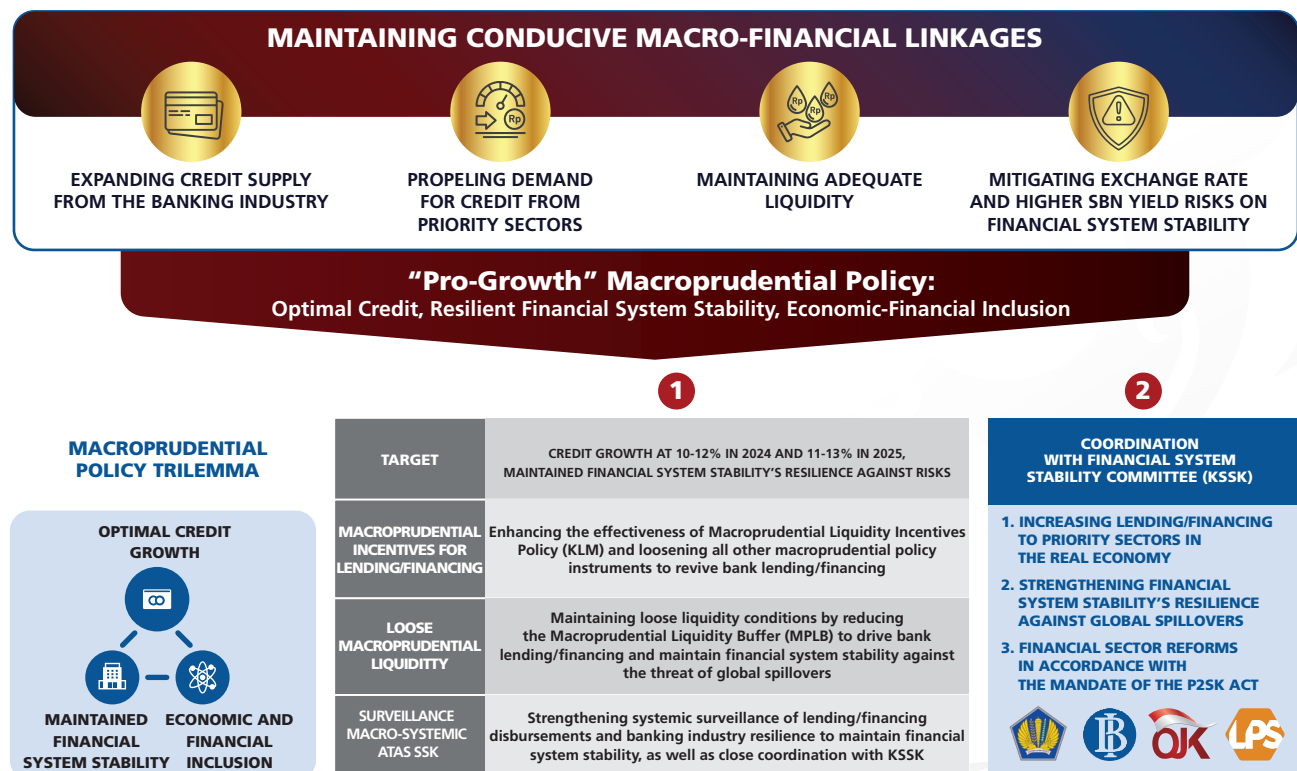 MAINTAINING CONDUCIVE MACRO-FINANCIAL LINKAGES
Rp
Rp
Rp
Rp
EXPANDING CREDIT SUPPLY
FROM THE BANKING INDUSTRY
PROPELING DEMAND
FOR CREDIT FROM
PRIORITY SECTORS
MAINTAINING ADEQUATE
LIQUIDITY
MITIGATING EXCHANGE RATE
AND HIGHER SBN YIELD RISKS ON
FINANCIAL SYSTEM STABILITY
“Pro-Growth” Macroprudential Policy:
Optimal Credit, Resilient Financial System Stability, Economic-Financial Inclusion
MACROPRUDENTIAL
POLICY TRILEMMA
OPTIMAL CREDIT
GROWTH
MAINTAINED
FINANCIAL
SYSTEM STABILITY
ECONOMIC AND
FINANCIAL
INCLUSION
1
TARGET
CREDIT GROWTH AT 10-12% IN 2024 AND 11-13% IN 2025,
MAINTAINED FINANCIAL SYSTEM STABILITY’S RESILIENCE AGAINST RISKS
MACROPRUDENTIAL
INCENTIVES FOR
LENDING/FINANCING
Enhancing the effectiveness of Macroprudential Liquidity Incentives
Policy (KLM) and loosening all other macroprudential policy
instruments to revive bank lending/financing
LOOSE
MACROPRUDENTIAL
LIQUIDITTY
Maintaining loose liquidity conditions by reducing
the Macroprudential Liquidity Buffer (MPLB) to drive bank
lending/financing and maintain financial system stability against
the threat of global spillovers
SURVEILLANCE
MACRO-SYSTEMIC
ATAS SSK
Strengthening systemic surveillance of lending/financing
disbursements and banking industry resilience to maintain financial
system stability, as well as close coordination with KSSK
2
COORDINATION
WITH FINANCIAL SYSTEM
STABILITY COMMITTEE (KSSK)
1. INCREASING LENDING/FINANCING
TO PRIORITY SECTORS IN
THE REAL ECONOMY
2. STRENGTHENING FINANCIAL
SYSTEM STABILITY’S RESILIENCE
AGAINST GLOBAL SPILLOVERS
3. FINANCIAL SECTOR REFORMS
IN ACCORDANCE WITH
THE MANDATE OF THE P2SK ACT
BI
OJK
LPS